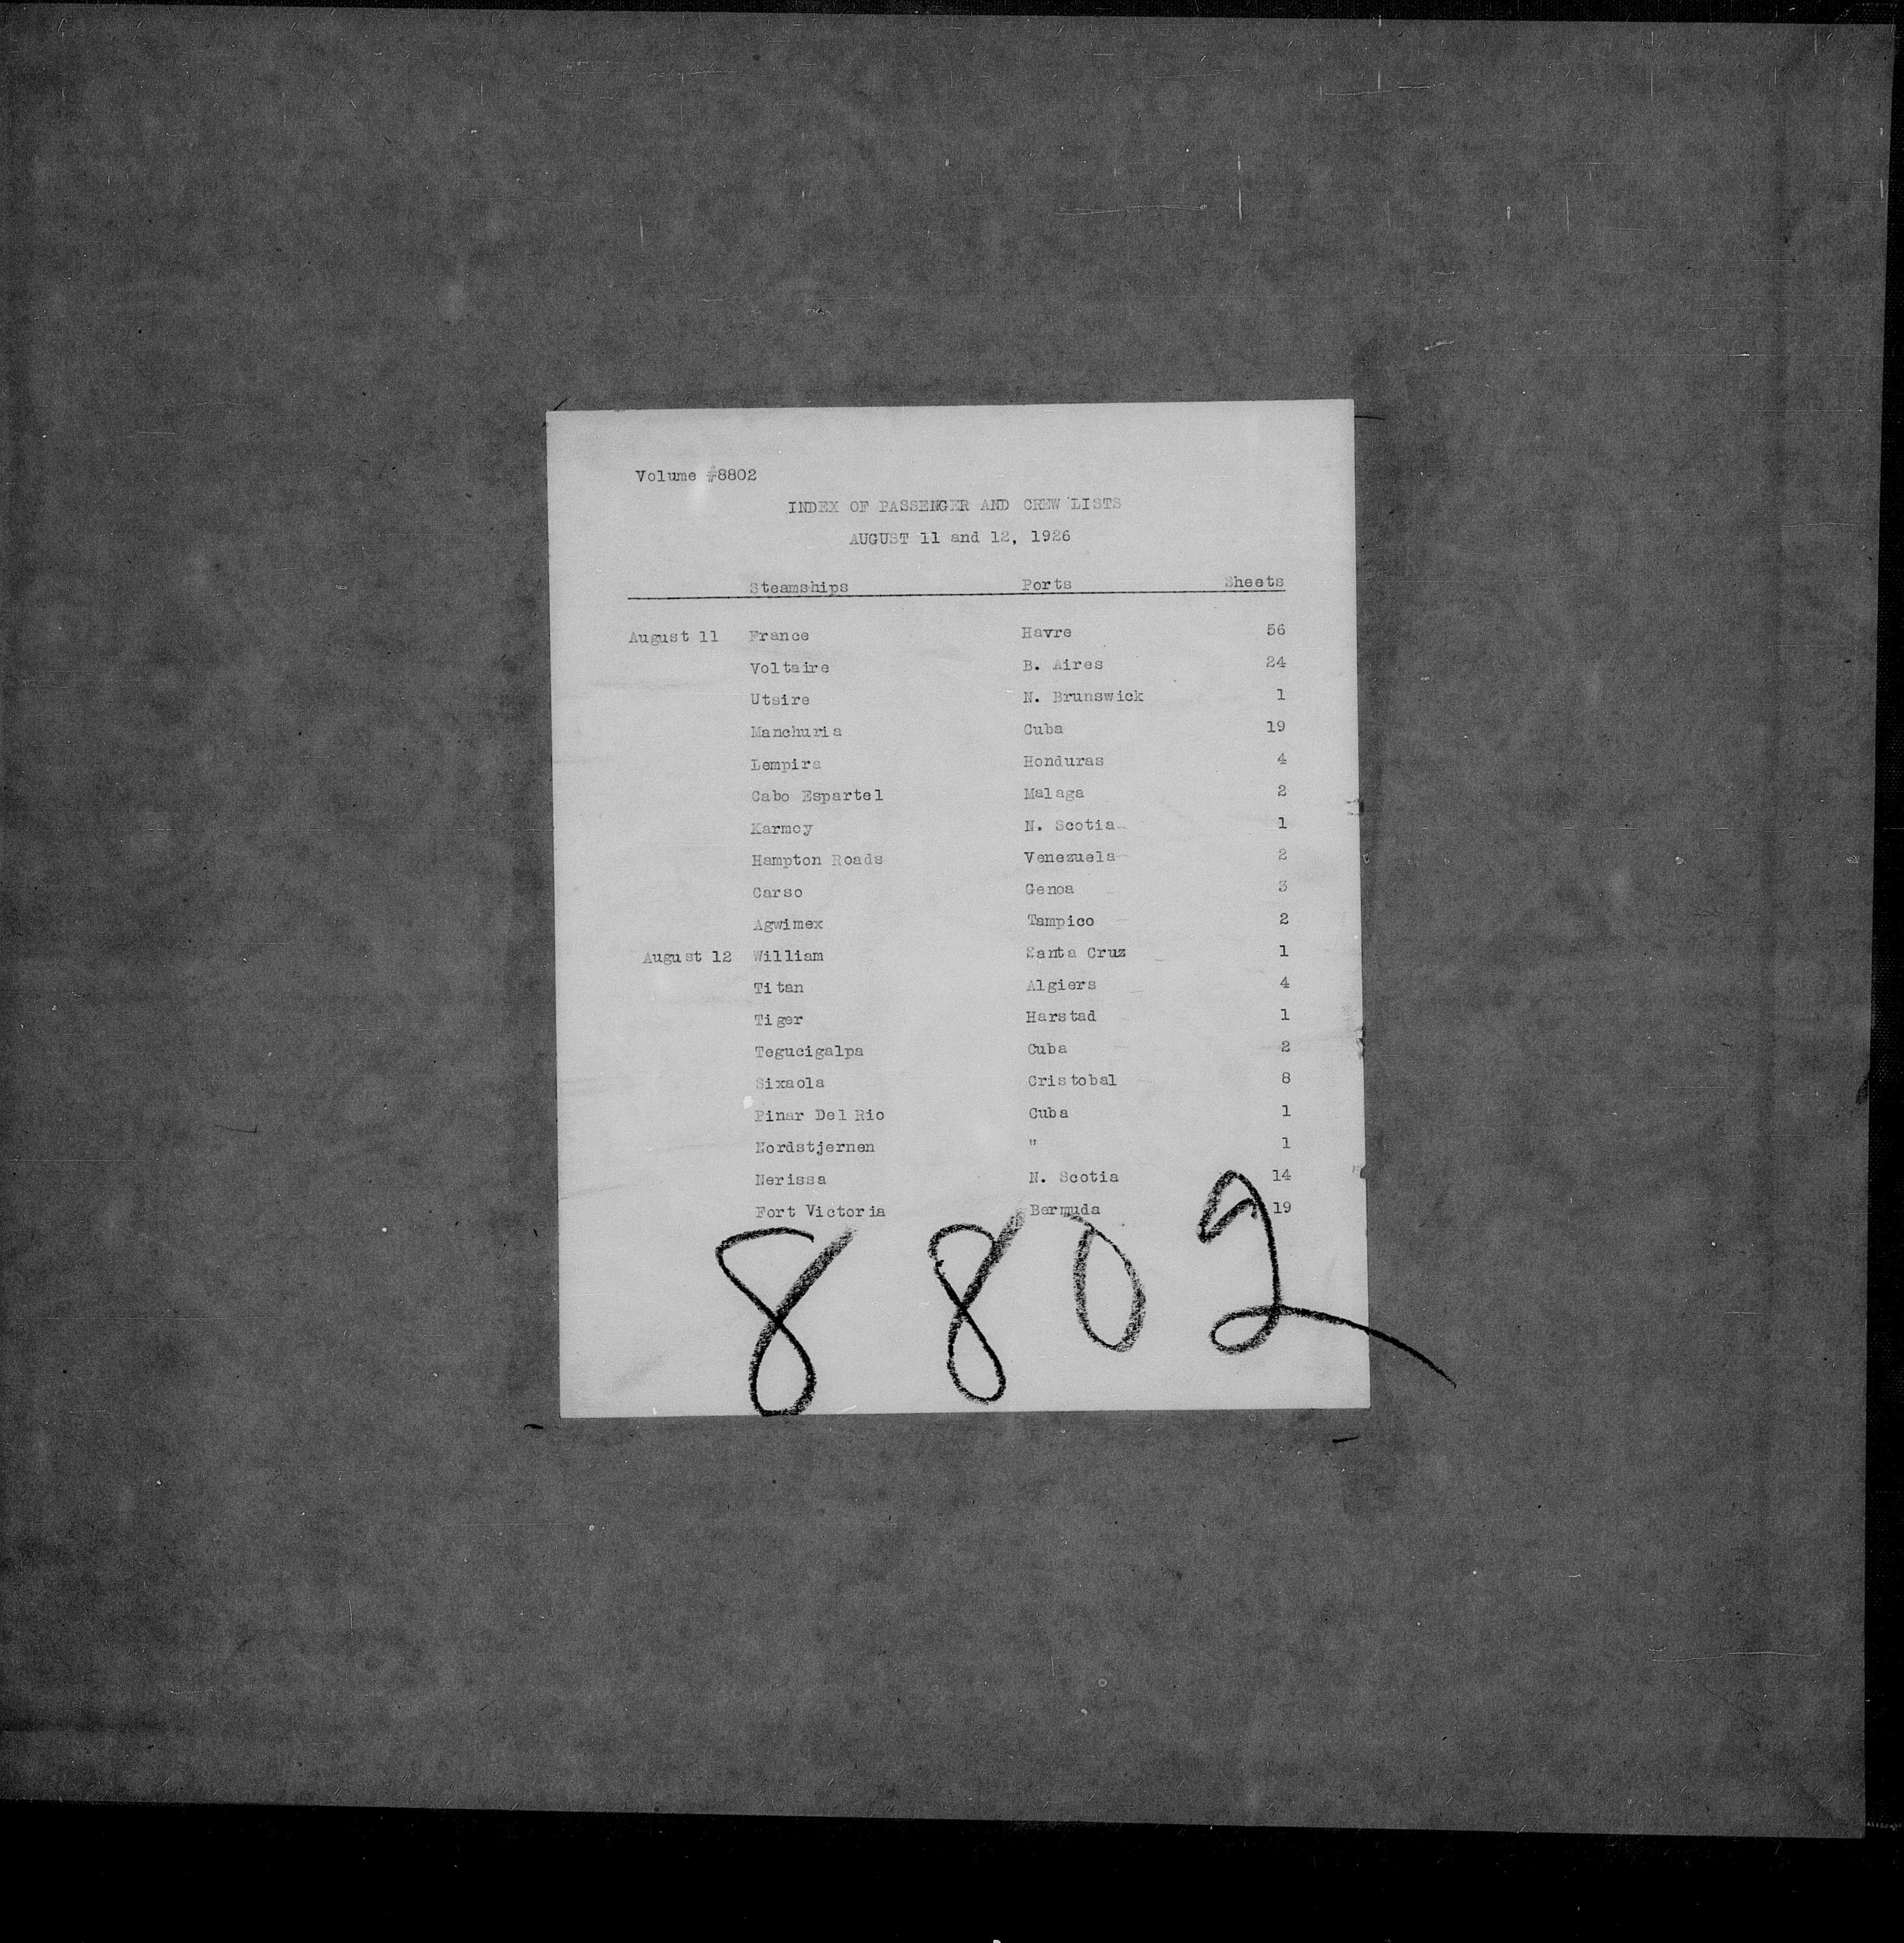 Volume #8802
INDEX OF PASSENGER AND CREW LISTS
AUGUST 11 and 12, 1926
Steamships Ports Sheets
August 11 France Havre 56
Voltaire B. Aires 24
Utsire N. Brunswick 1
Manchuria Cuba 19
Lempira Honduras 4
Cabo Espartel Malaga 2
Karmoy N. Scotia 1
Hampton Roads Venezuela 2
Carso Genoa 3
Agwimex Tampico 2
August 12 William Santa Cruz 1
Titan Algiers 4
Tiger Harstad 1
Tegucigalpa Cuba 2
Sixaola Cristobal 8
Pinar Del Rio Cuba 1
Nordstjernen " 1
Nerissa N. Scotia 14
Fort Victoria Bermuda 19
8802